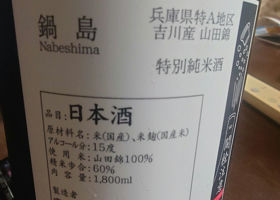 鍋島
Nabeshima
兵庫県特A地区
吉川産 山田錦
特別純米酒
品目:日本酒
原材料名:米(国産)、米麹(国産米)
アルコール分:15度
使用米:山田錦100%
精米歩合:60%
内容量:1,800ml
製造者